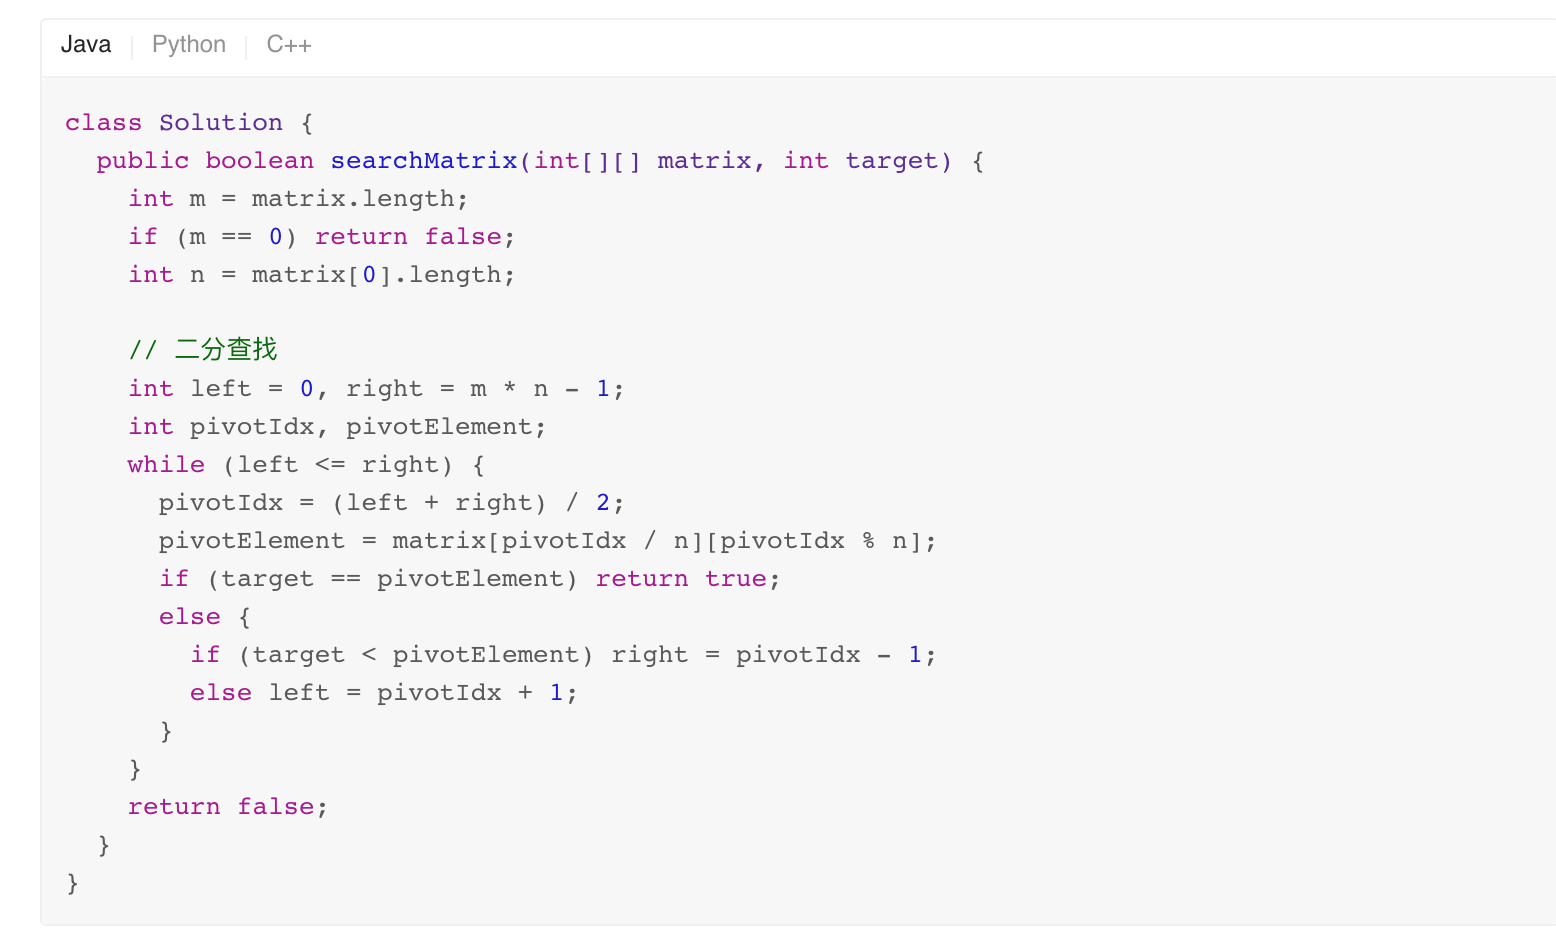 Java | Python | C++
class Solution {
  public boolean searchMatrix(int[][] matrix, int target) {
    int m = matrix.length;
    if (m == 0) return false;
    int n = matrix[0].length;

    // 二分查找
    int left = 0, right = m * n - 1;
    int pivotIdx, pivotElement;
    while (left <= right) {
      pivotIdx = (left + right) / 2;
      pivotElement = matrix[pivotIdx / n][pivotIdx % n];
      if (target == pivotElement) return true;
      else {
        if (target < pivotElement) right = pivotIdx - 1;
        else left = pivotIdx + 1;
      }
    }
    return false;
  }
}